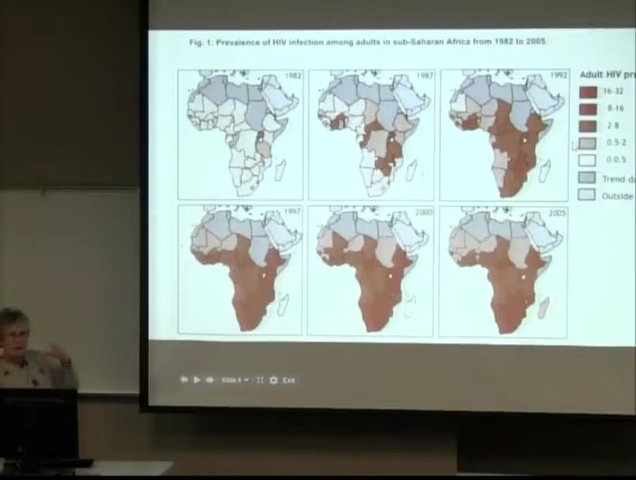 Fig. 1: Prevalence of HIV infection among adults in sub-Saharan Africa from 1982 to 2005.
1982
1987
1992
Adult HIV pr
16-32
8-16
2-8
0.5-2
0-0.5
Trend da
Outside
1997
2000
2005
Slide 4
Exit